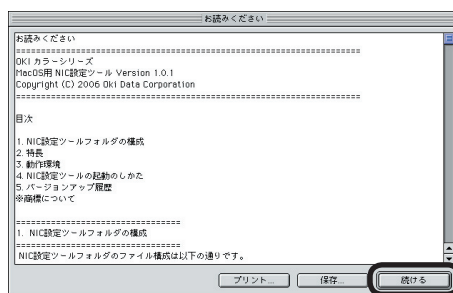 お読みください
お読みください
==========================================================
OKI カラーシリーズ
MacOS用 NIC設定ツール Version 1.0.1
Copyright (C) 2006 Oki Data Corporation
==========================================================
目次
1. NIC設定ツールフォルダの構成
2. 特長
3. 動作環境
4. NIC設定ツールの起動のしかた
5. バージョンアップ履歴
※商標について
============================
1. NIC設定ツールフォルダの構成
============================
NIC設定ツールフォルダのファイル構成は以下の通りです。
プリント... 保存... 続ける